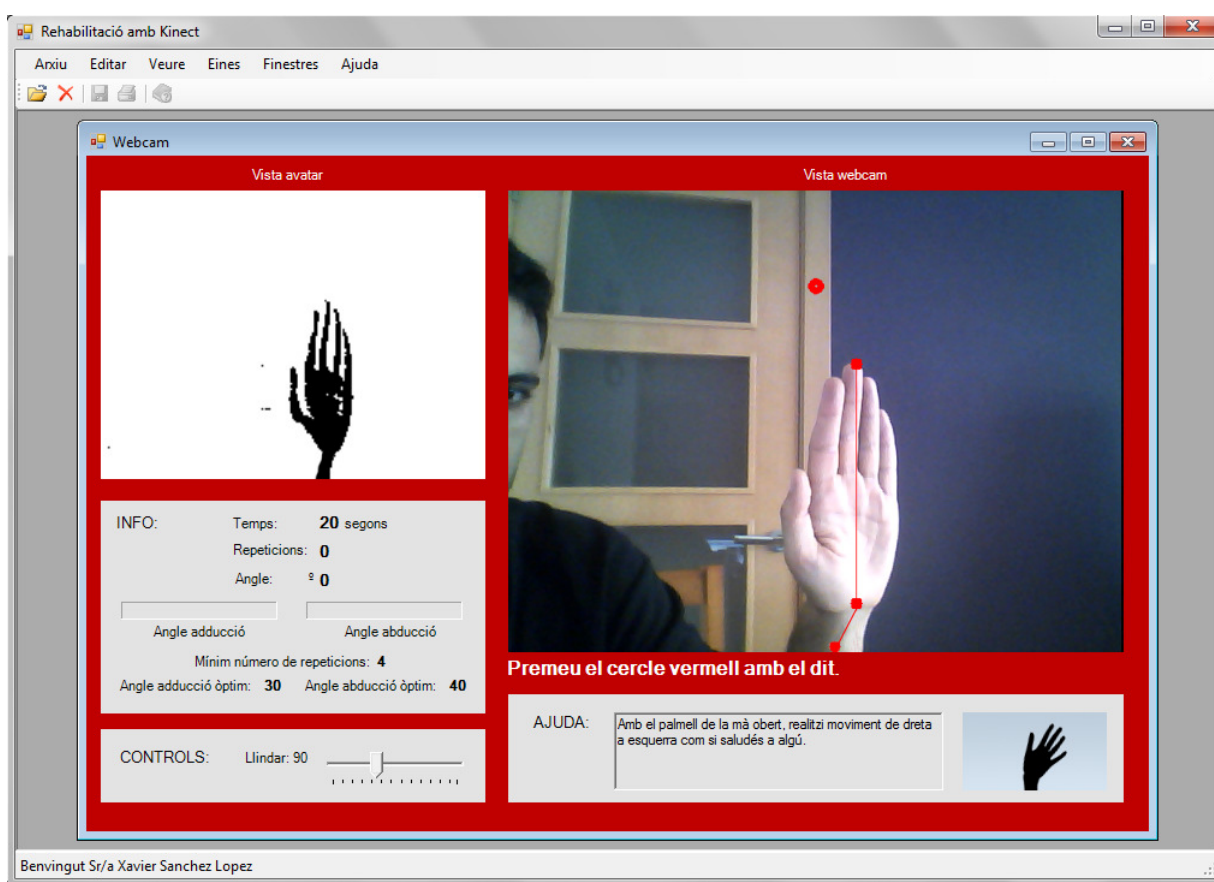 Rehabilitació amb Kinect
Arxiu Editar Veure Eines Finestres Ajuda
Webcam
Vista avatar
Vista webcam
INFO:
Temps: 20 segons
Repeticions: 0
Angle: º 0
Angle adducció Angle abducció
Mínim número de repeticions: 4
Angle adducció òptim: 30 Angle abducció òptim: 40
CONTROLS: Llindar: 90
Premeu el cercle vermell amb el dit.
AJUDA:
Amb el palmell de la mà obert, realitzi moviment de dreta
a esquerra com si saludés a algú.
Benvingut Sr/a Xavier Sanchez Lopez